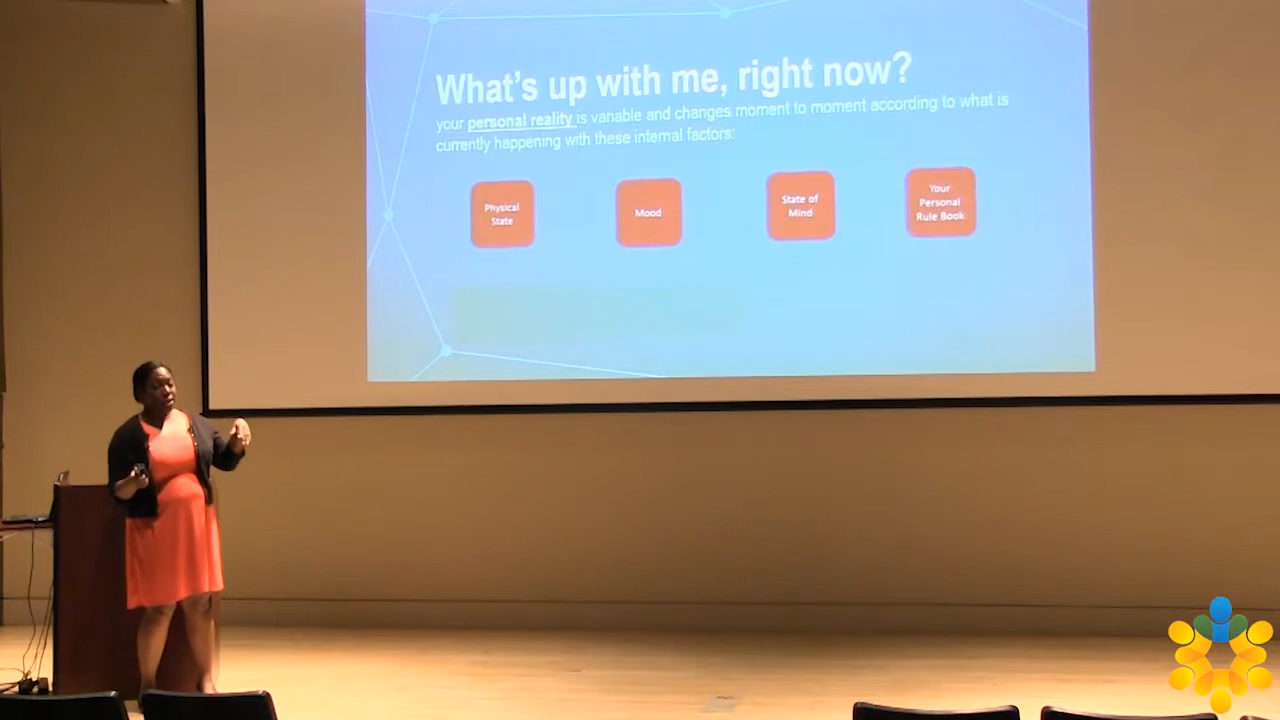 What's up with me, right now?
your personal reality is variable and changes moment to moment according to what is
currently happening with these internal factors:
Physical
State
Mood
State of
Mind
Your
Personal
Rule Book